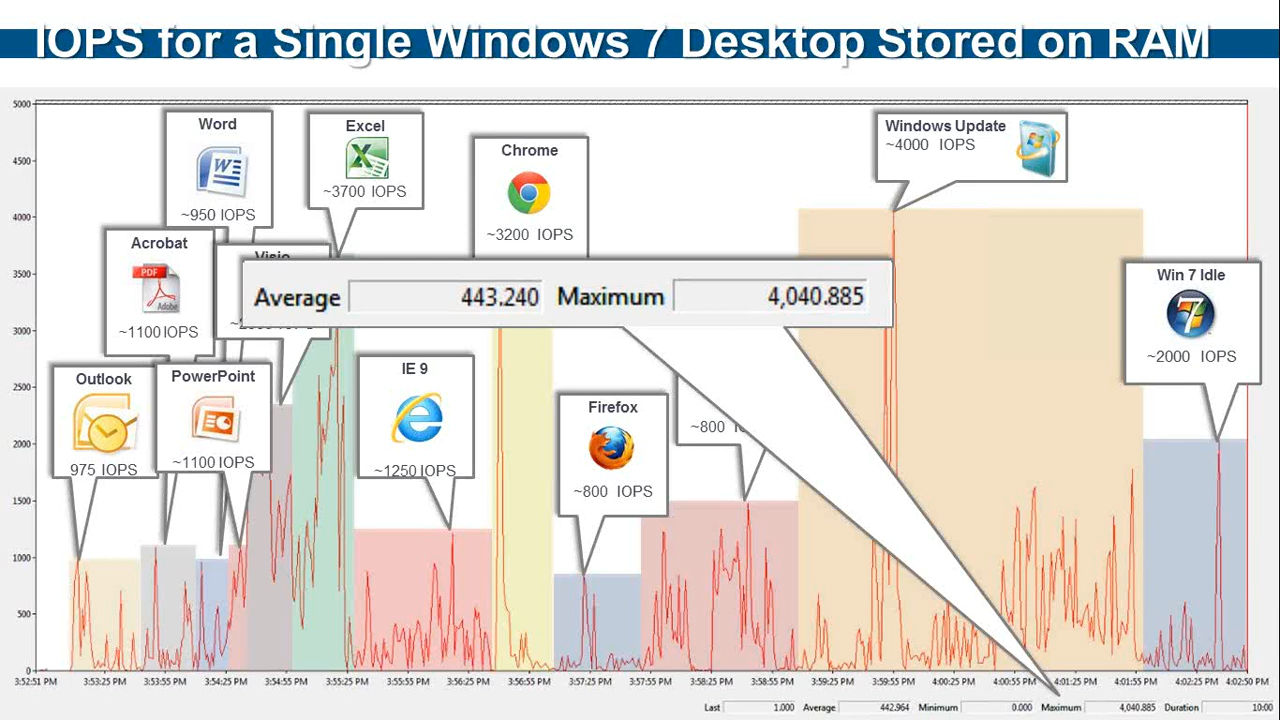 IOPS for a Single Windows 7 Desktop Stored on RAM
5000
4500
4000
3500
3000
2500
2000
1500
1000
500
0
Word
~950 IOPS
Excel
~3700 IOPS
Chrome
~3200 IOPS
Windows Update
~4000 IOPS
Acrobat
PDF
Adobe
~1100 IOPS
Visio
Average 443.240 Maximum 4,040.885
Win 7 Idle
~2000 IOPS
Outlook
975 IOPS
PowerPoint
~1100 IOPS
IE 9
~1250 IOPS
Firefox
~800 IOPS
~800
3:52:51 PM 3:53:25 PM 3:53:55 PM 3:54:25 PM 3:54:55 PM 3:55:25 PM 3:55:55 PM 3:56:25 PM 3:56:55 PM 3:57:25 PM 3:57:55 PM 3:58:25 PM 3:58:55 PM 3:59:25 PM 3:59:55 PM 4:00:25 PM 4:00:55 PM 4:01:25 PM 4:01:55 PM 4:02:25 PM 4:02:50 PM
Last 1.000 Average 442.964 Minimum 0.000 Maximum 4,040.885 Duration 10:00